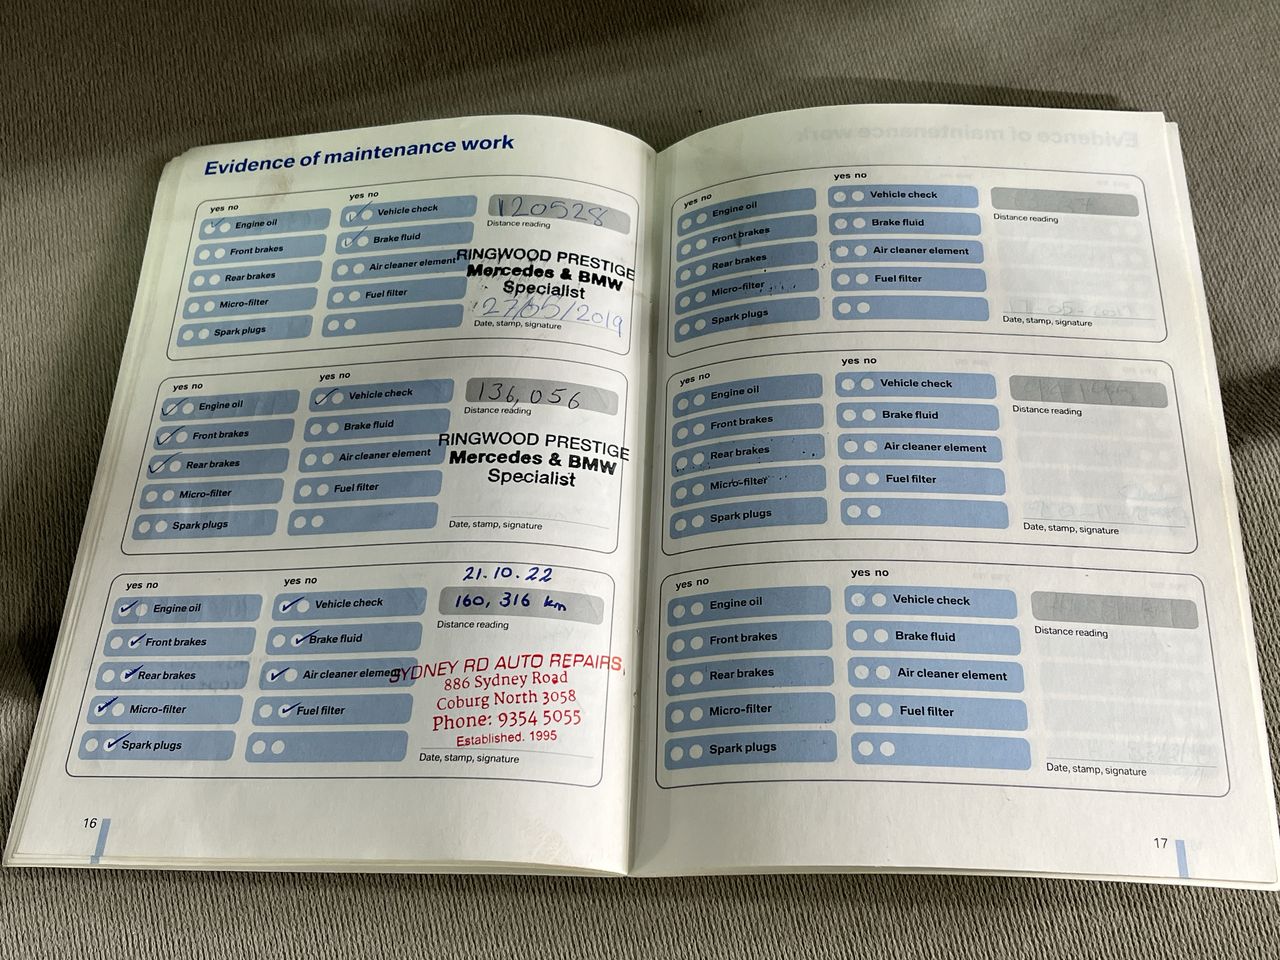 Evidence of maintenance work
yes no
yes no
Engine oil
Vehicle check
120528
Distance reading
Front brakes
Brake fluid
Rear brakes
Air cleaner element
Micro-filter
Fuel filter
Spark plugs
RINGWOOD PRESTIGE
Mercedes & BMW
Specialist
27/05/2019
Date, stamp, signature
yes no
yes no
Engine oil
Vehicle check
136,056
Distance reading
Front brakes
Brake fluid
Rear brakes
Air cleaner element
Micro-filter
Fuel filter
Spark plugs
RINGWOOD PRESTIGE
Mercedes & BMW
Specialist
Date, stamp, signature
yes no
yes no
21.10.22
Engine oil
Vehicle check
160,316 km
Distance reading
Front brakes
Brake fluid
Rear brakes
Air cleaner element
Micro-filter
Fuel filter
Spark plugs
SYDNEY RD AUTO REPAIRS,
886 Sydney Road
Coburg North 3058
Phone: 9354 5055
Established. 1995
Date, stamp, signature
16
yes no
yes no
Engine oil
Vehicle check
Distance reading
Front brakes
Brake fluid
Rear brakes
Air cleaner element
Micro-filter
Fuel filter
Spark plugs
Date, stamp, signature
yes no
yes no
Engine oil
Vehicle check
Distance reading
Front brakes
Brake fluid
Rear brakes
Air cleaner element
Micro-filter
Fuel filter
Spark plugs
Date, stamp, signature
yes no
yes no
Engine oil
Vehicle check
Distance reading
Front brakes
Brake fluid
Rear brakes
Air cleaner element
Micro-filter
Fuel filter
Spark plugs
Date, stamp, signature
17